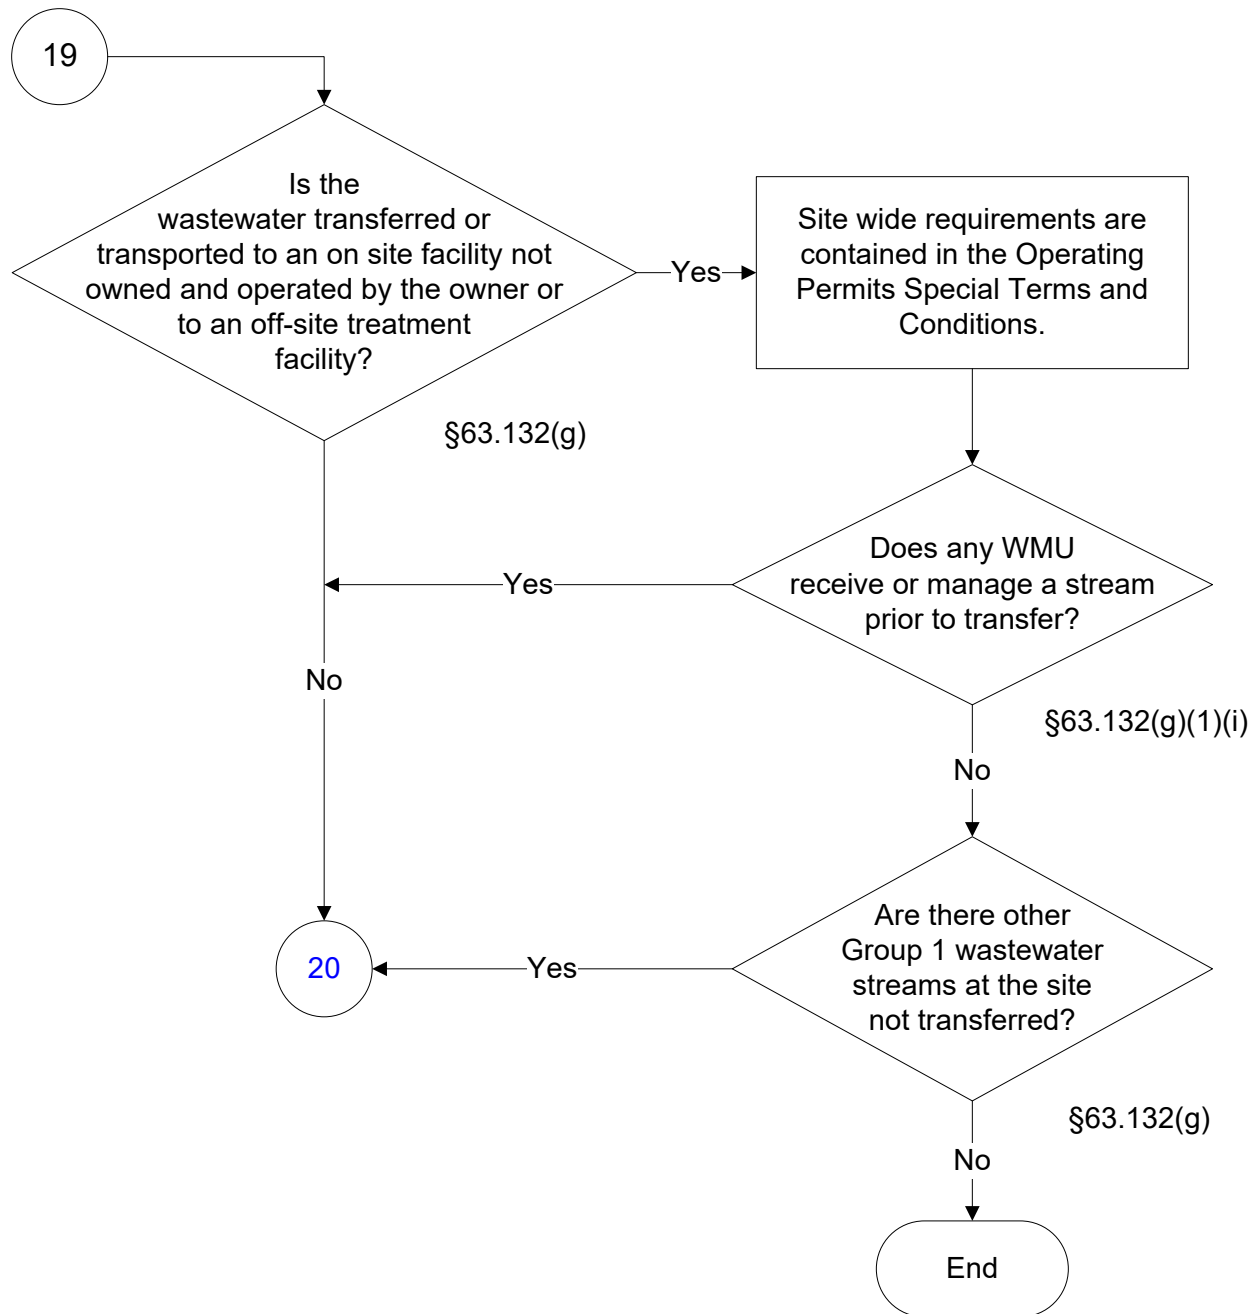 19
Is the
wastewater transferred or
transported to an on site facility not
owned and operated by the owner or
to an off-site treatment
facility?
Yes
Site wide requirements are
contained in the Operating
Permits Special Terms and
Conditions.
§63.132(g)
Does any WMU
receive or manage a stream
prior to transfer?
Yes
No
§63.132(g)(1)(i)
No
Are there other
Group 1 wastewater
streams at the site
not transferred?
Yes
20
§63.132(g)
No
End